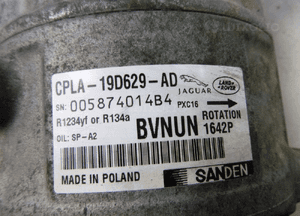 CPLA-19D629-AD
JAGUAR
LAND ROVER
SN: 005874014B4
PXC16
R1234yf or R134a
ROTATION
OIL: SP-A2
BVNUN
1642P
MADE IN POLAND
SANDEN